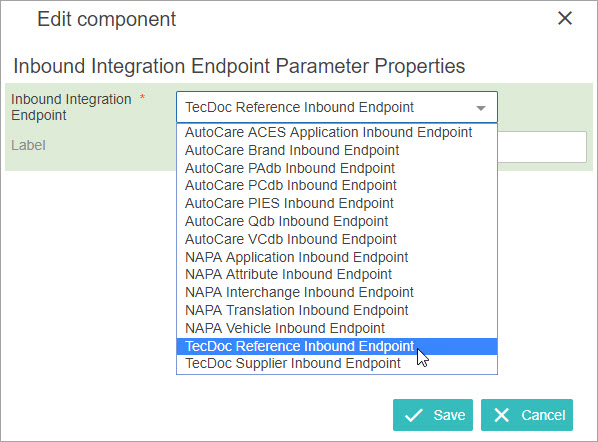 Edit component
Inbound Integration Endpoint Parameter Properties
Inbound Integration *
Endpoint
TecDoc Reference Inbound Endpoint
Label
AutoCare ACES Application Inbound Endpoint
AutoCare Brand Inbound Endpoint
AutoCare PAdb Inbound Endpoint
AutoCare PCdb Inbound Endpoint
AutoCare PIES Inbound Endpoint
AutoCare Qdb Inbound Endpoint
AutoCare VCdb Inbound Endpoint
NAPA Application Inbound Endpoint
NAPA Attribute Inbound Endpoint
NAPA Interchange Inbound Endpoint
NAPA Translation Inbound Endpoint
NAPA Vehicle Inbound Endpoint
TecDoc Reference Inbound Endpoint
TecDoc Supplier Inbound Endpoint
Save
Cancel